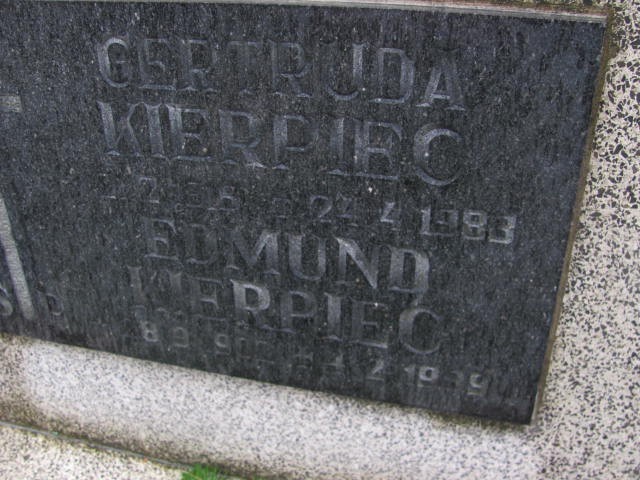 GERTRUDA
KIERPIEC
24 4 1983
EDMUND
KIERPIEC